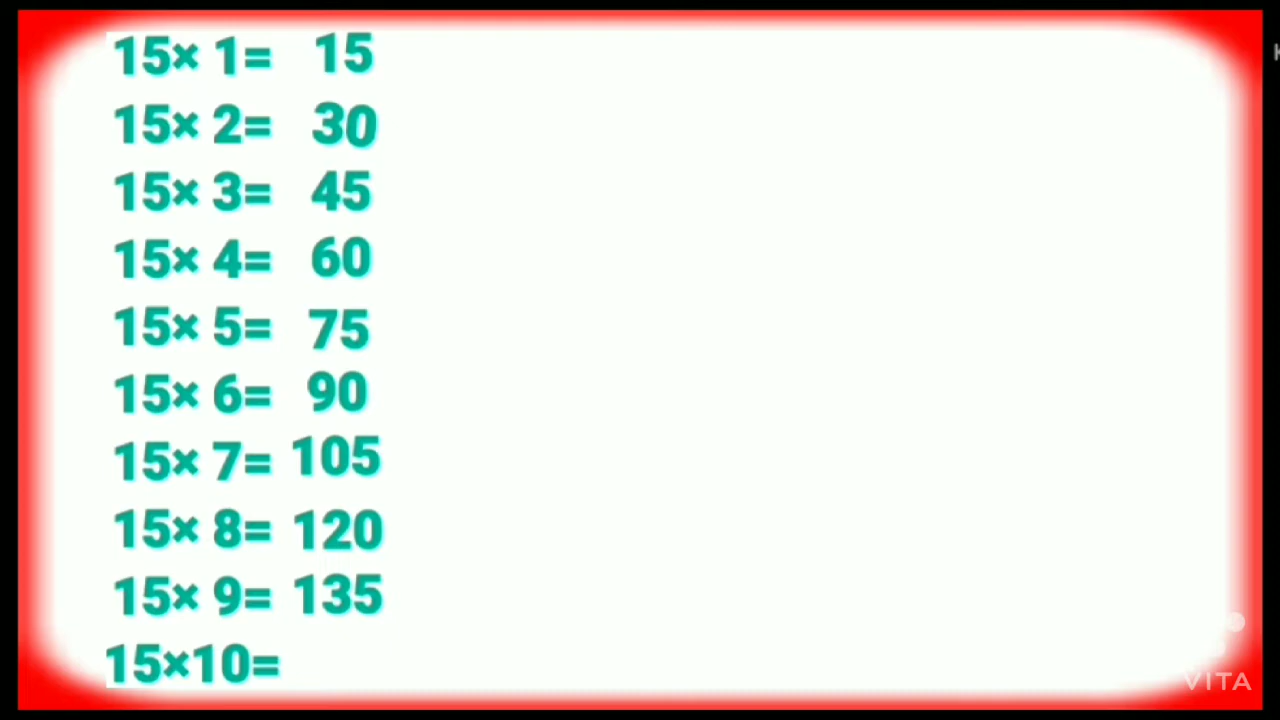 15× 1= 15
15× 2= 30
15× 3= 45
15× 4= 60
15× 5= 75
15× 6= 90
15× 7= 105
15× 8= 120
15× 9= 135
15×10=
VITA